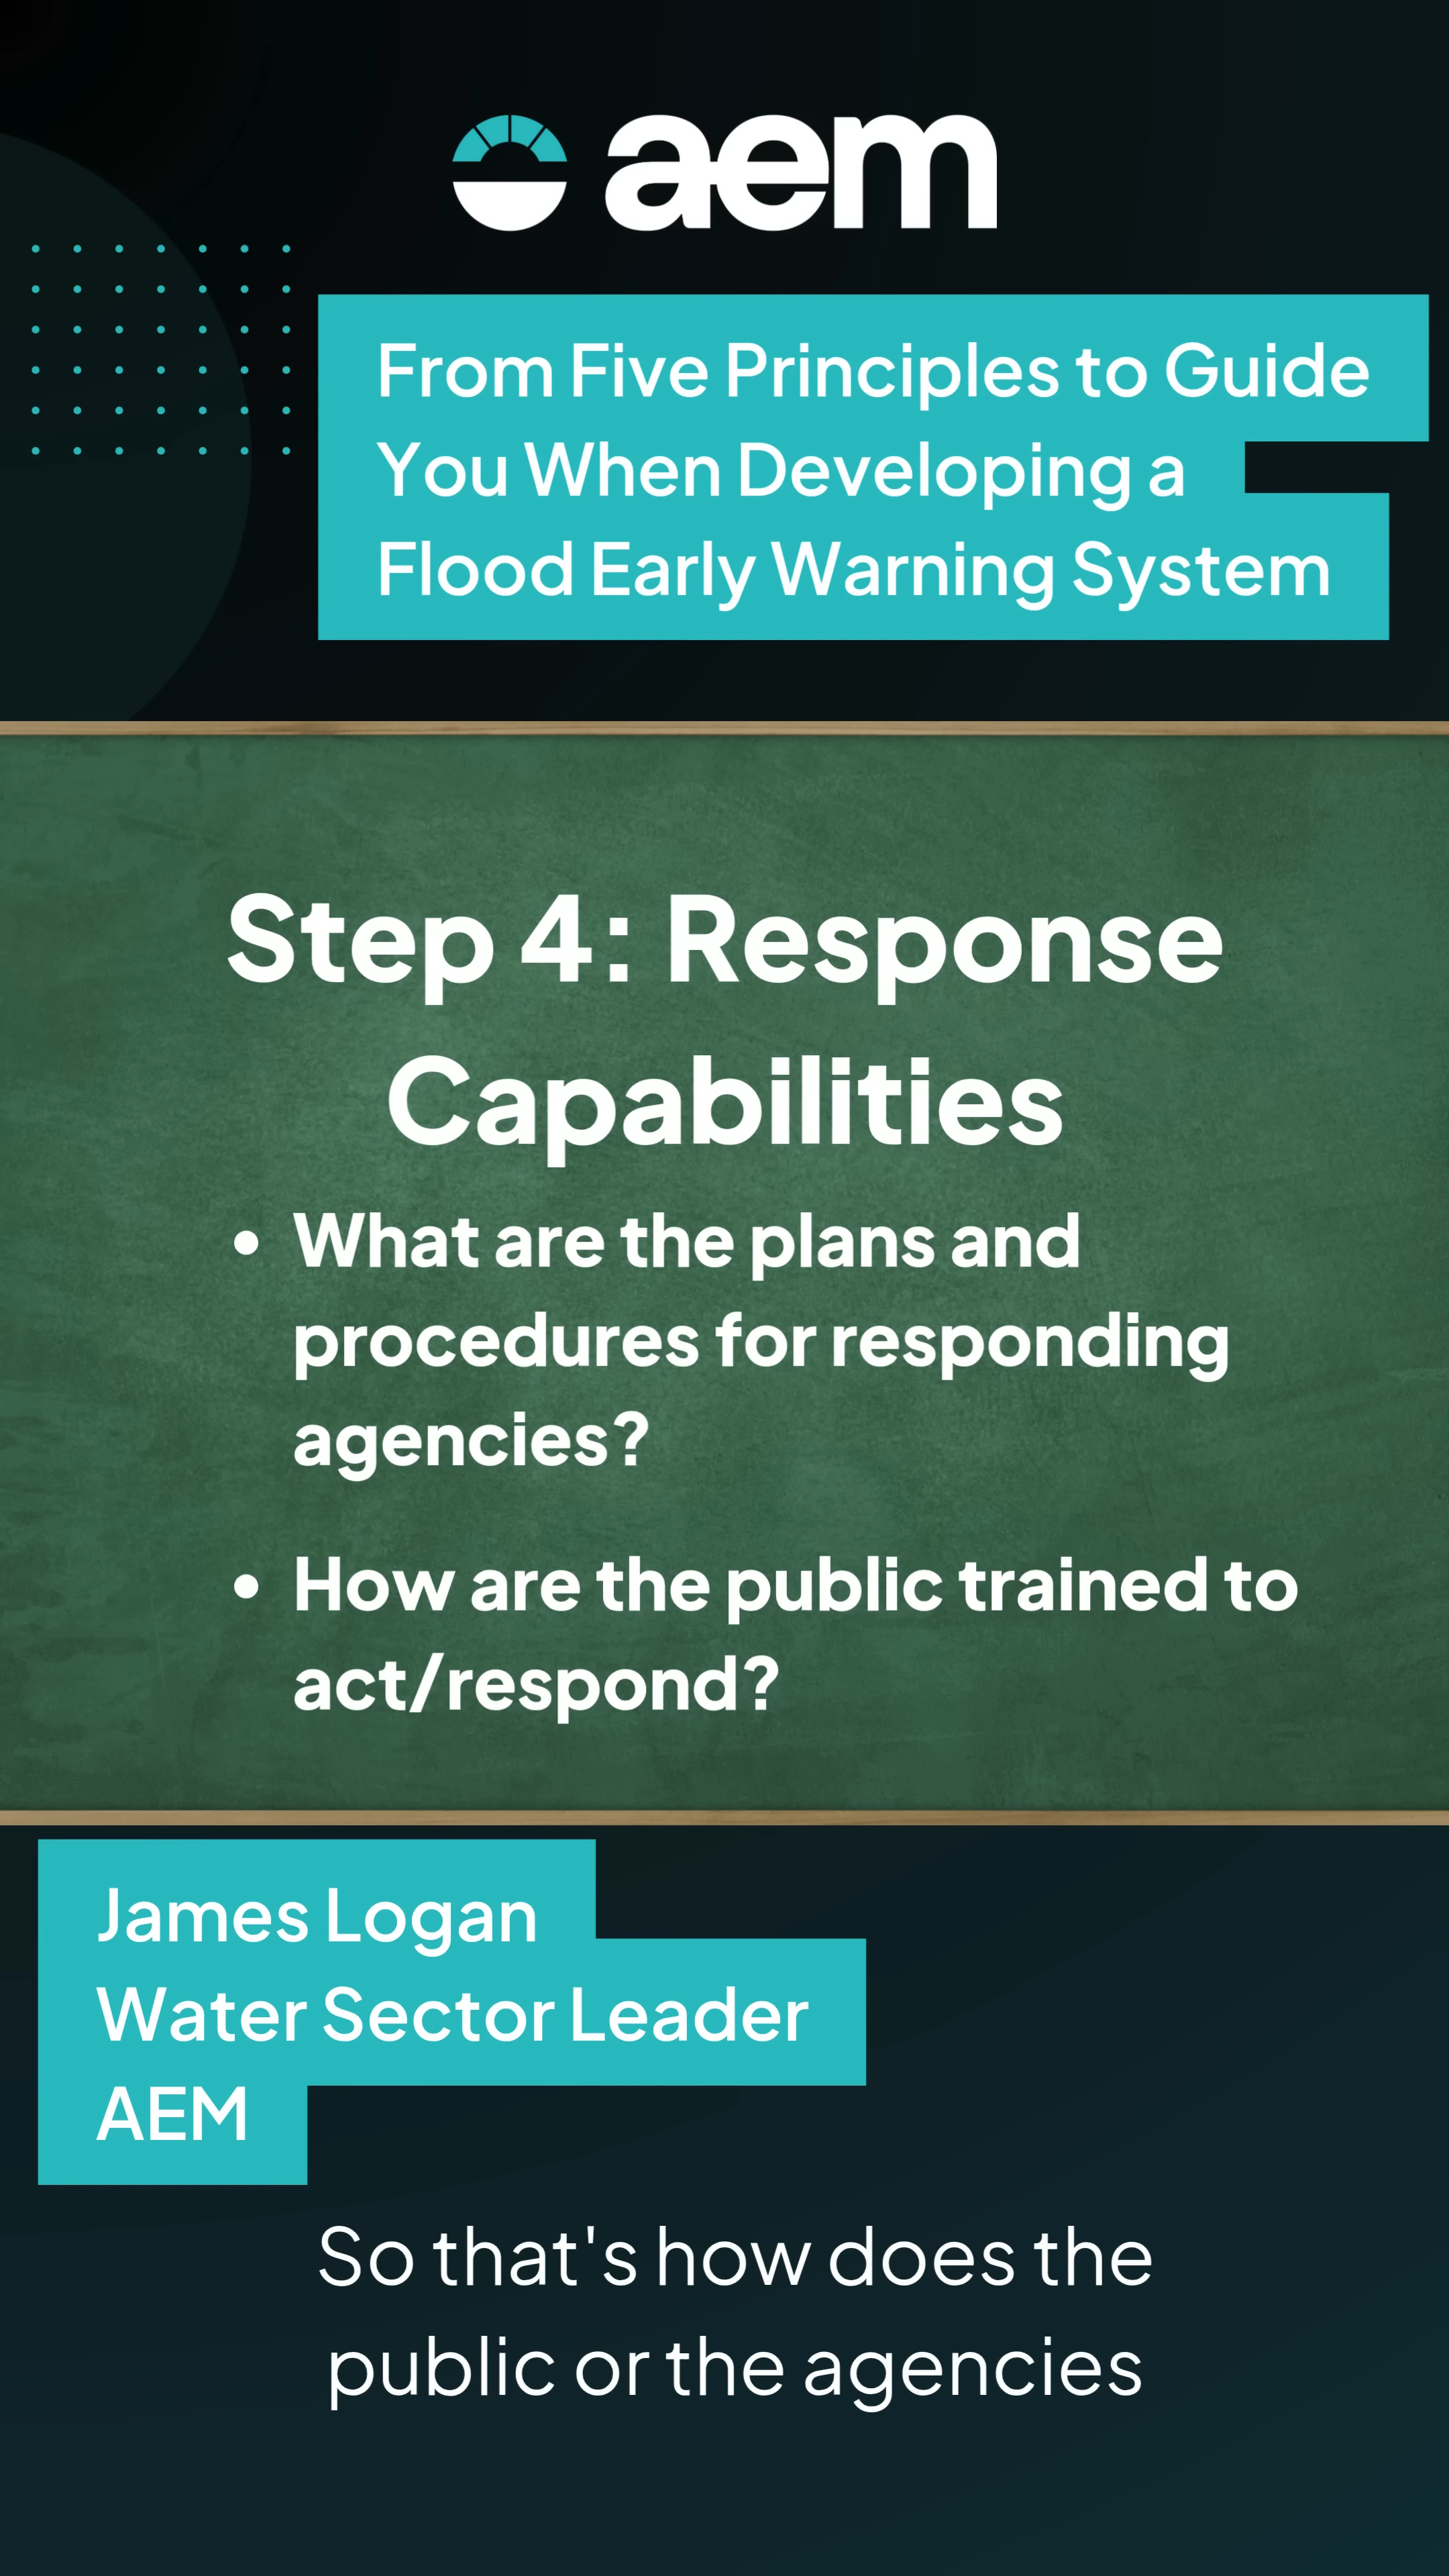 aem
From Five Principles to Guide
You When Developing a
Flood Early Warning System
Step 4: Response
Capabilities
• What are the plans and
procedures for responding
agencies?
• How are the public trained to
act/respond?
James Logan
Water Sector Leader
AEM
So that's how does the
public or the agencies